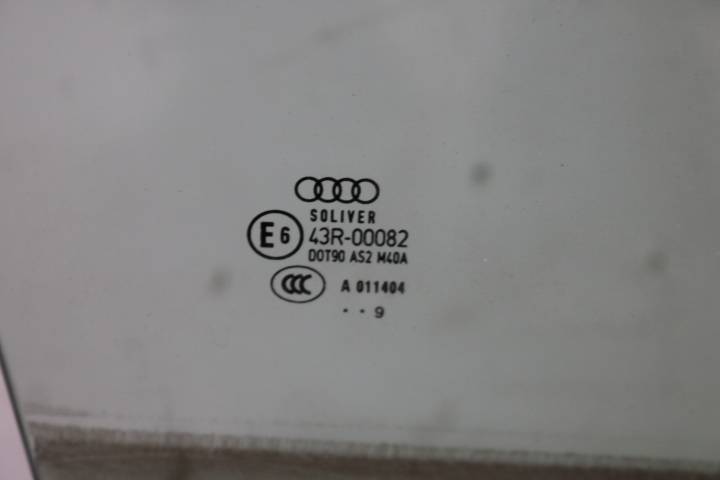 SOLIVER
E6 43R-00082
DOT90 AS2 M40A
CCC A 011404
· · 9